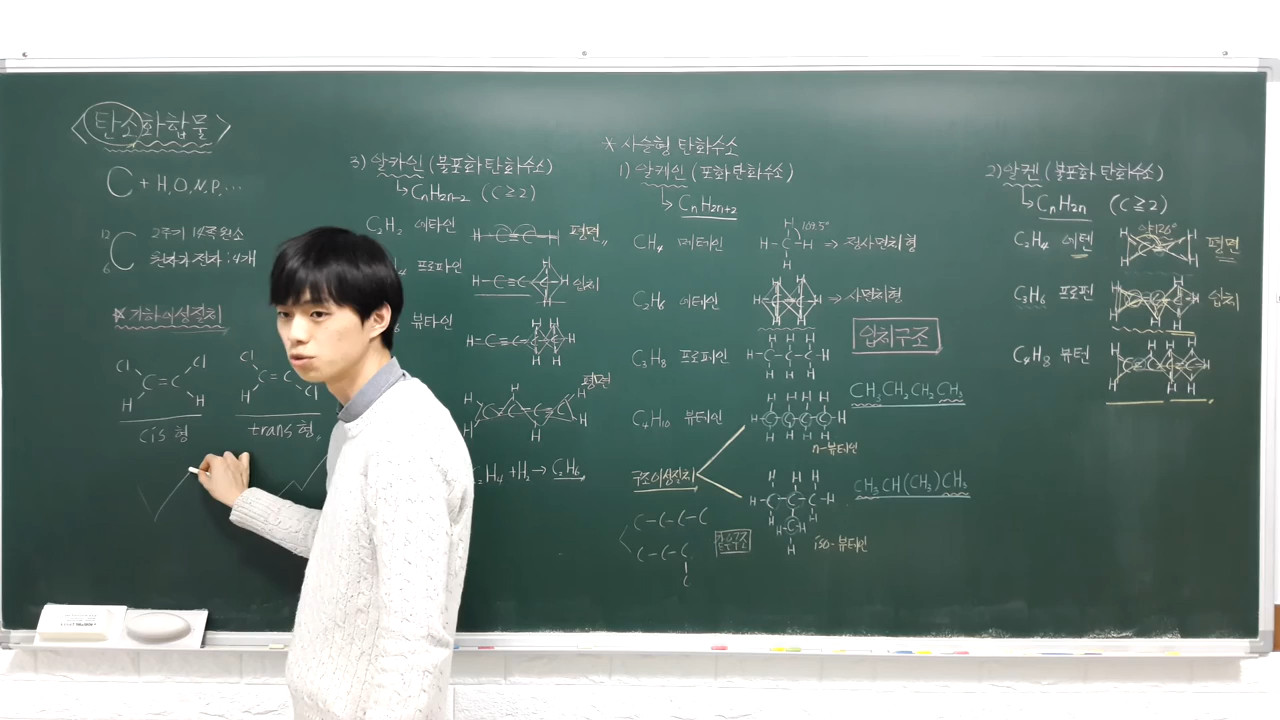 <탄소화합물>
C + H, O, N, P, ...
12 6 C 2주기 14족 원소
원자가 전자 : 4개
* 기하이성질체
Cl Cl
C = C
H H
cis 형
Cl H
C = C
H Cl
trans 형
3) 알카인 (불포화 탄화수소)
CnH2n-2 (C≥2)
C2H2 에타인 H-C≡C-H 평면
프로파인 H-C≡C-C-H 입체
뷰타인
평면
C2H4 + H2 → C2H6
* 사슬형 탄화수소
1) 알케인 (포화 탄화수소)
CnH2n+2
CH4 메테인 109.5° ⇒ 정사면체형
C2H6 에테인 ⇒ 사면체형
입체구조
C3H8 프로페인
CH3CH2CH2CH3
C4H10 뷰테인
n-뷰테인
구조이성질체
CH3CH(CH3)CH3
C-C-C-C
C-C-C
C
iso-뷰테인
2) 알켄 (불포화 탄화수소)
CnH2n (C≥2)
C2H4 에텐 평면
C3H6 프로펜 입체
C4H8 뷰텐